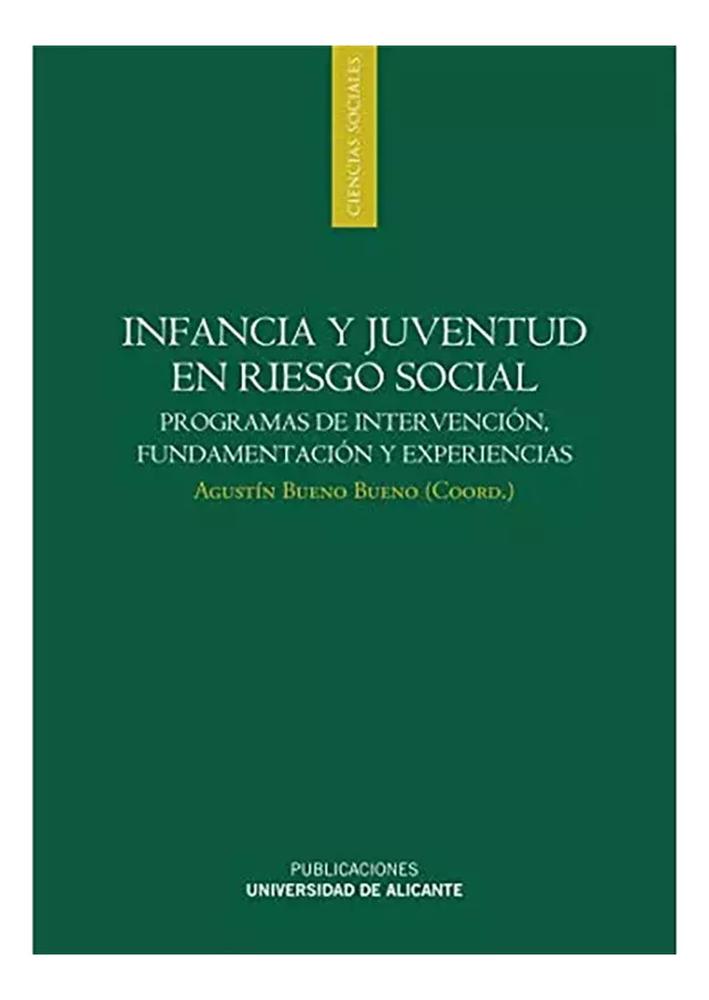 CIENCIAS SOCIALES
INFANCIA Y JUVENTUD
EN RIESGO SOCIAL
PROGRAMAS DE INTERVENCIÓN,
FUNDAMENTACIÓN Y EXPERIENCIAS
AGUSTÍN BUENO BUENO (COORD.)
PUBLICACIONES
UNIVERSIDAD DE ALICANTE